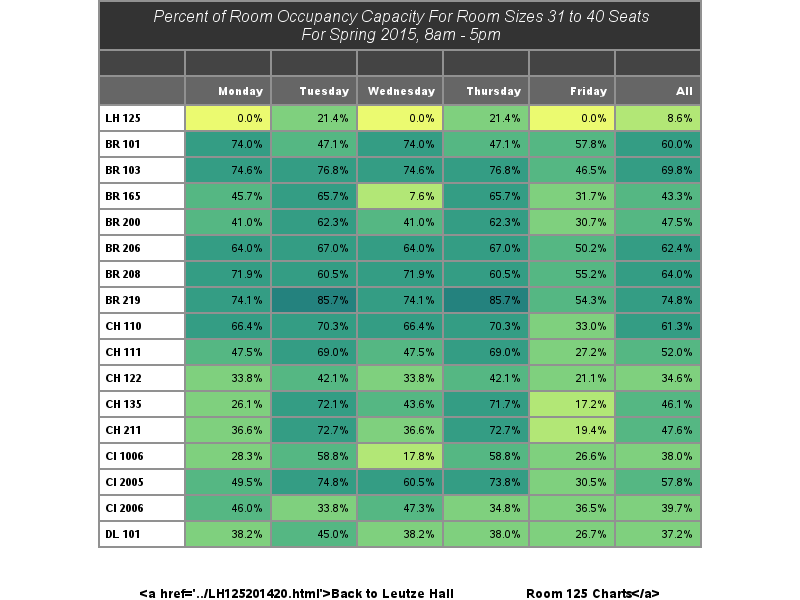 Percent of Room Occupancy Capacity For Room Sizes 31 to 40 Seats
For Spring 2015, 8am - 5pm
Monday Tuesday Wednesday Thursday Friday All
LH 125 0.0% 21.4% 0.0% 21.4% 0.0% 8.6%
BR 101 74.0% 47.1% 74.0% 47.1% 57.8% 60.0%
BR 103 74.6% 76.8% 74.6% 76.8% 46.5% 69.8%
BR 165 45.7% 65.7% 7.6% 65.7% 31.7% 43.3%
BR 200 41.0% 62.3% 41.0% 62.3% 30.7% 47.5%
BR 206 64.0% 67.0% 64.0% 67.0% 50.2% 62.4%
BR 208 71.9% 60.5% 71.9% 60.5% 55.2% 64.0%
BR 219 74.1% 85.7% 74.1% 85.7% 54.3% 74.8%
CH 110 66.4% 70.3% 66.4% 70.3% 33.0% 61.3%
CH 111 47.5% 69.0% 47.5% 69.0% 27.2% 52.0%
CH 122 33.8% 42.1% 33.8% 42.1% 21.1% 34.6%
CH 135 26.1% 72.1% 43.6% 71.7% 17.2% 46.1%
CH 211 36.6% 72.7% 36.6% 72.7% 19.4% 47.6%
CI 1006 28.3% 58.8% 17.8% 58.8% 26.6% 38.0%
CI 2005 49.5% 74.8% 60.5% 73.8% 30.5% 57.8%
CI 2006 46.0% 33.8% 47.3% 34.8% 36.5% 39.7%
DL 101 38.2% 45.0% 38.2% 38.0% 26.7% 37.2%
<a href='../LH125201420.html'>Back to Leutze Hall Room 125 Charts</a>